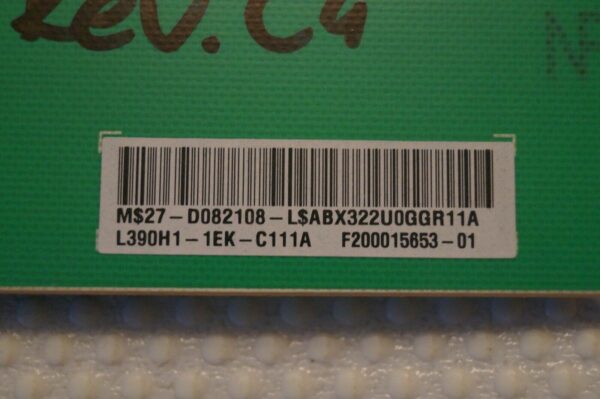 Rev. C4
M$27-D082108-L$ABX322U0GGR11A
L390H1-1EK-C111A F200015653-01